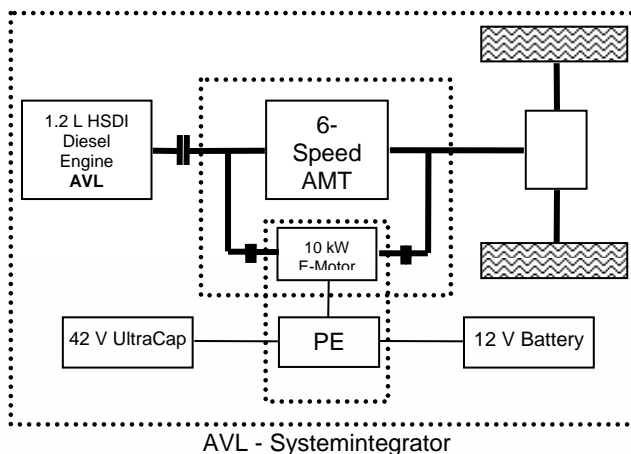 1.2 L HSDI
Diesel
Engine
AVL
6-
Speed
AMT
10 kW
E-Motor
42 V UltraCap
PE
12 V Battery
AVL - Systemintegrator